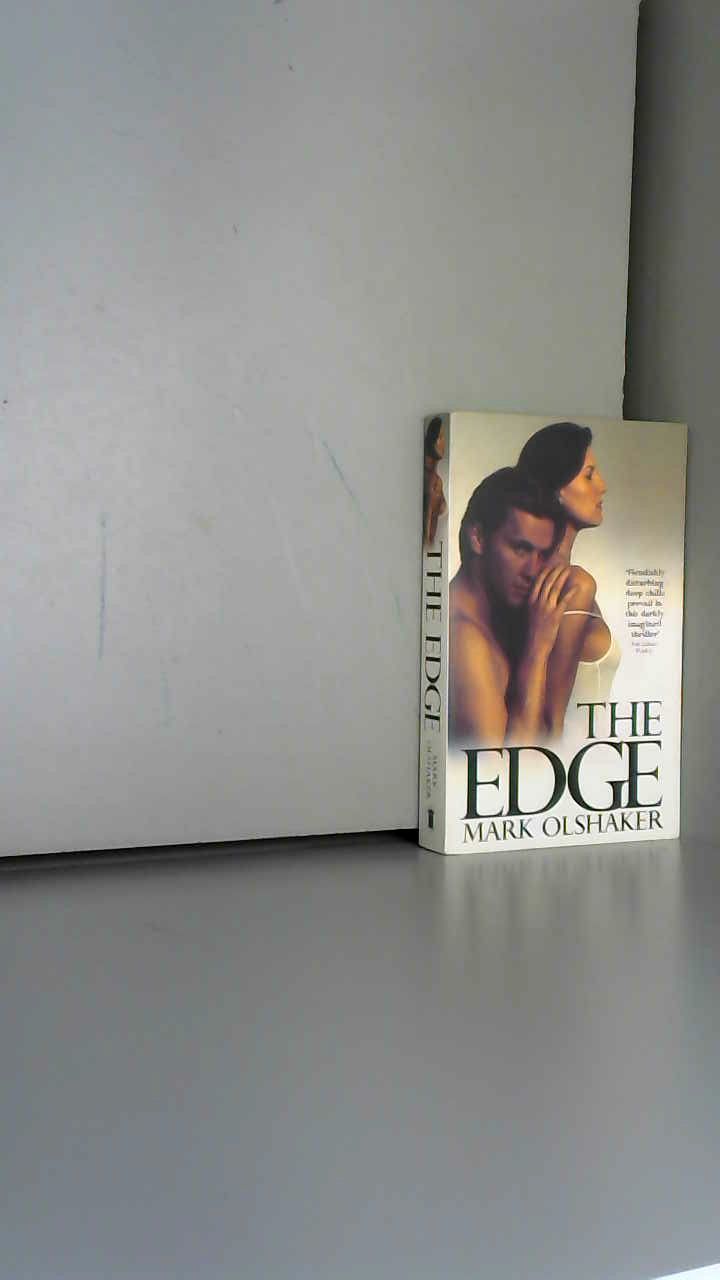 THE EDGE
MARK
OLSHAKER
'Fiendishly
disturbing
deep chills
prevail in
this darkly
imagined
thriller'
THE
EDGE
MARK OLSHAKER